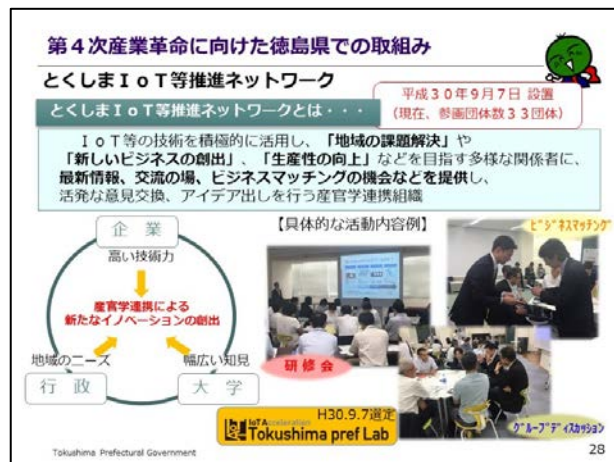 第４次産業革命に向けた徳島県での取組み
とくしまＩｏＴ等推進ネットワーク
平成３０年９月７日 設置
（現在、参画団体数３３団体）
とくしまＩｏＴ等推進ネットワークとは・・・
ＩｏＴ等の技術を積極的に活用し、「地域の課題解決」や
「新しいビジネスの創出」、「生産性の向上」などを目指す多様な関係者に、
最新情報、交流の場、ビジネスマッチングの機会などを提供し、
活発な意見交換、アイデア出しを行う産官学連携組織
企 業
高い技術力
産官学連携による
新たなイノベーションの創出
地域のニーズ
幅広い知見
行 政
大 学
【具体的な活動内容例】
ﾋﾞｼﾞﾈｽﾏｯﾁﾝｸﾞ
研修会
ｸﾞﾙｰﾌﾟﾃﾞｨｽｶｯｼｮﾝ
H30.9.7選定
IoT Acceleration
Tokushima pref Lab
Tokushima Prefectural Government
28